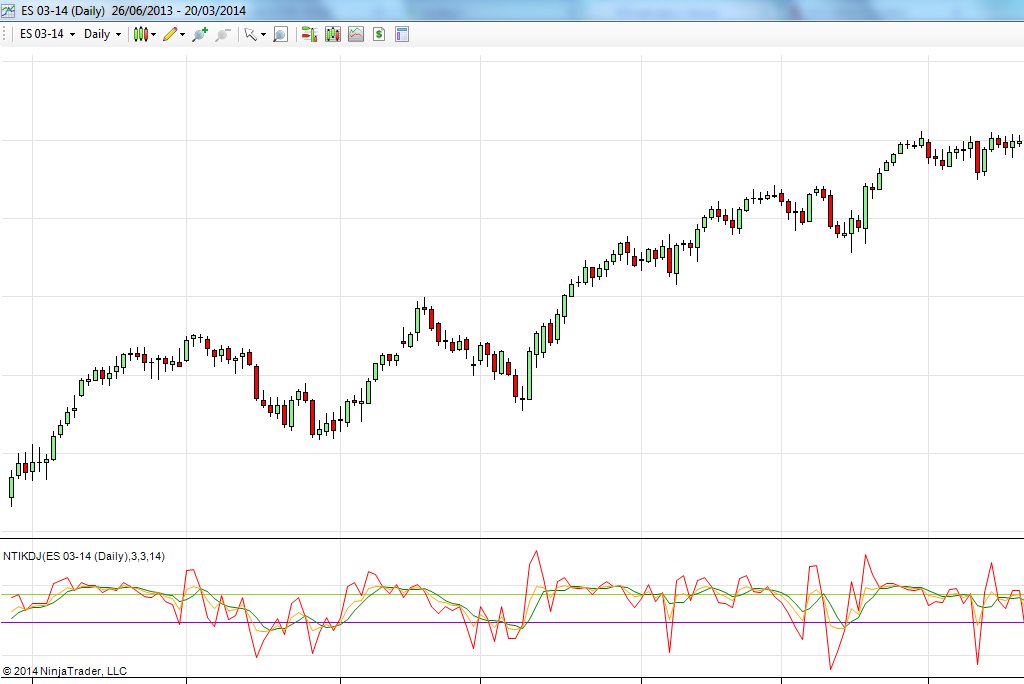 ES 03-14 (Daily)  26/06/2013 - 20/03/2014
ES 03-14 Daily $
NTIKDJ(ES 03-14 (Daily),3,3,14)
© 2014 NinjaTrader, LLC